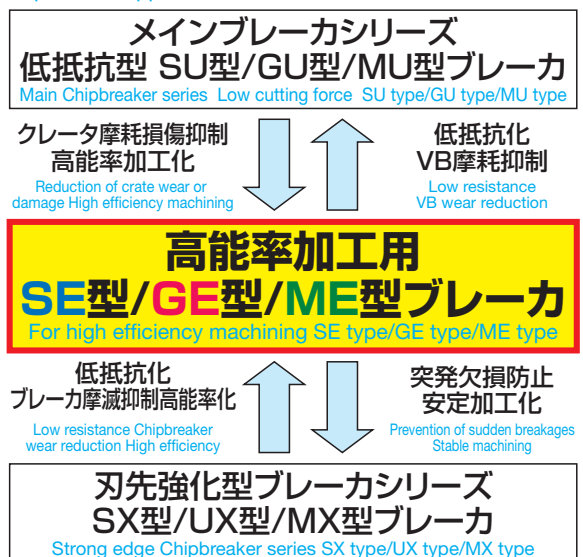 メインブレーカシリーズ
低抵抗型 SU型/GU型/MU型ブレーカ
Main Chipbreaker series Low cutting force SU type/GU type/MU type
クレータ摩耗損傷抑制
高能率加工化
Reduction of crate wear or
damage High efficiency machining
低抵抗化
VB摩耗抑制
Low resistance
VB wear reduction
高能率加工用
SE型/GE型/ME型ブレーカ
For high efficiency machining SE type/GE type/ME type
低抵抗化
ブレーカ摩滅抑制高能率化
Low resistance Chipbreaker
wear reduction High efficiency
突発欠損防止
安定加工化
Prevention of sudden breakages
Stable machining
刃先強化型ブレーカシリーズ
SX型/UX型/MX型ブレーカ
Strong edge Chipbreaker series SX type/UX type/MX type